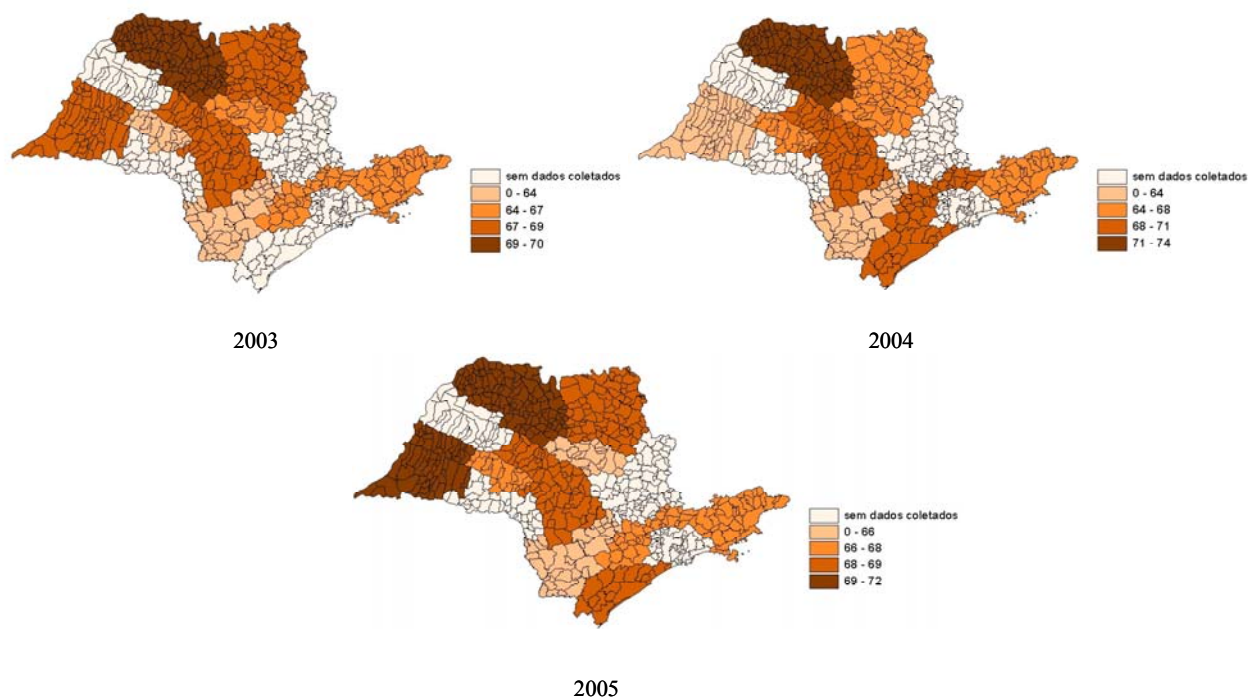 sem dados coletados
0 - 64
64 - 67
67 - 69
69 - 70
2003
sem dados coletados
0 - 64
64 - 68
68 - 71
71 - 74
2004
sem dados coletados
0 - 66
66 - 68
68 - 69
69 - 72
2005